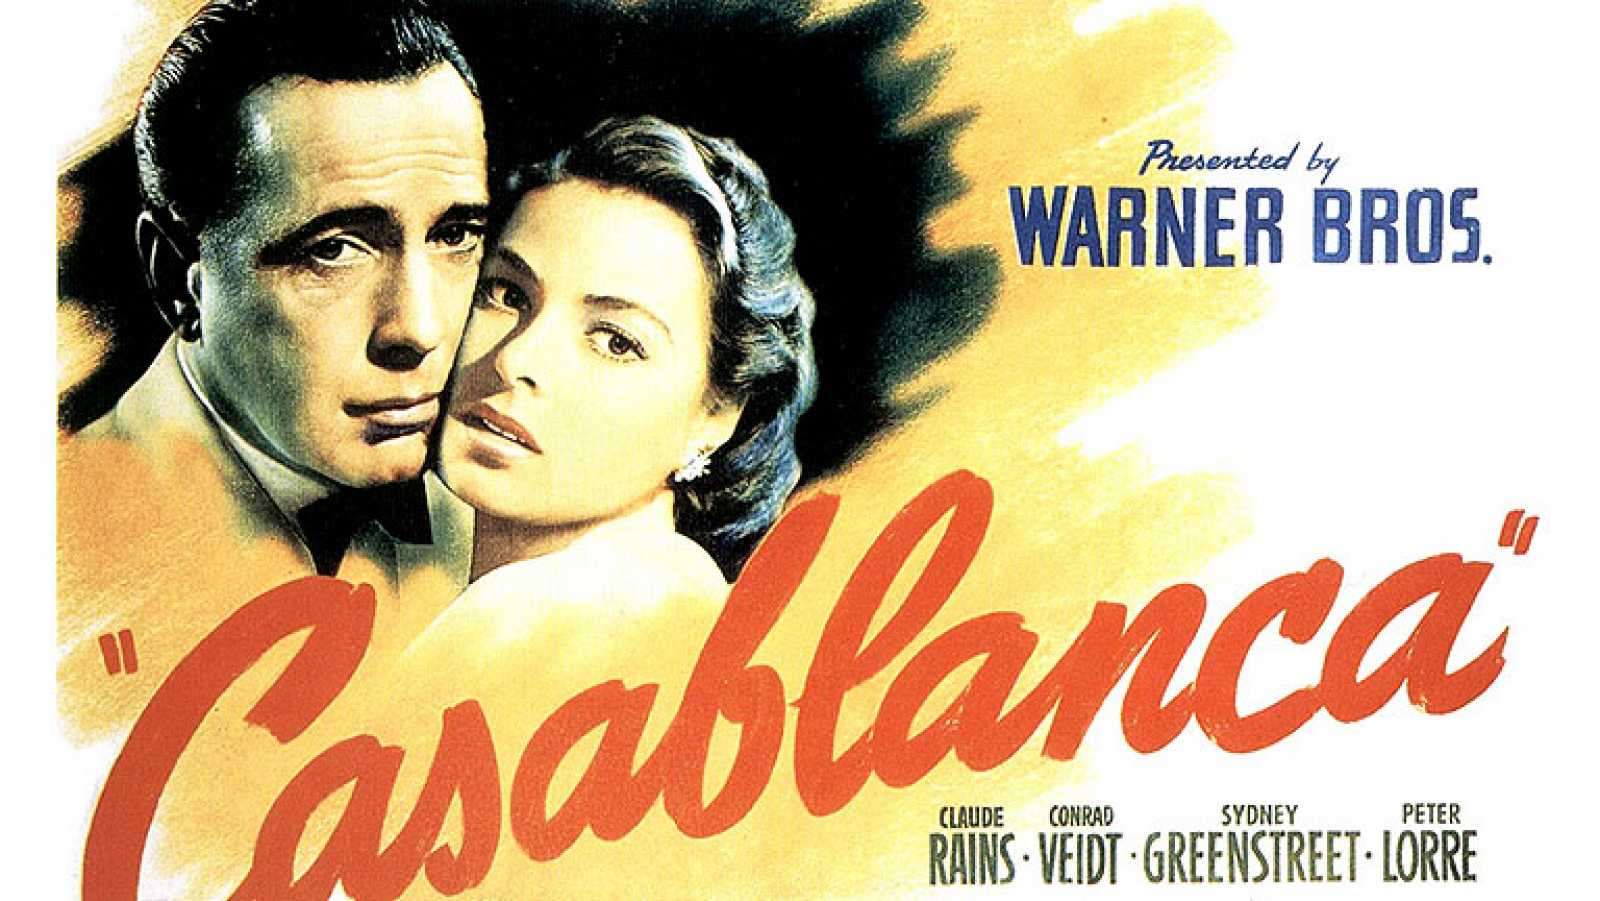 Presented by
WARNER BROS.
"Casablanca"
CLAUDE CONRAD SYDNEY PETER
RAINS · VEIDT · GREENSTREET · LORRE